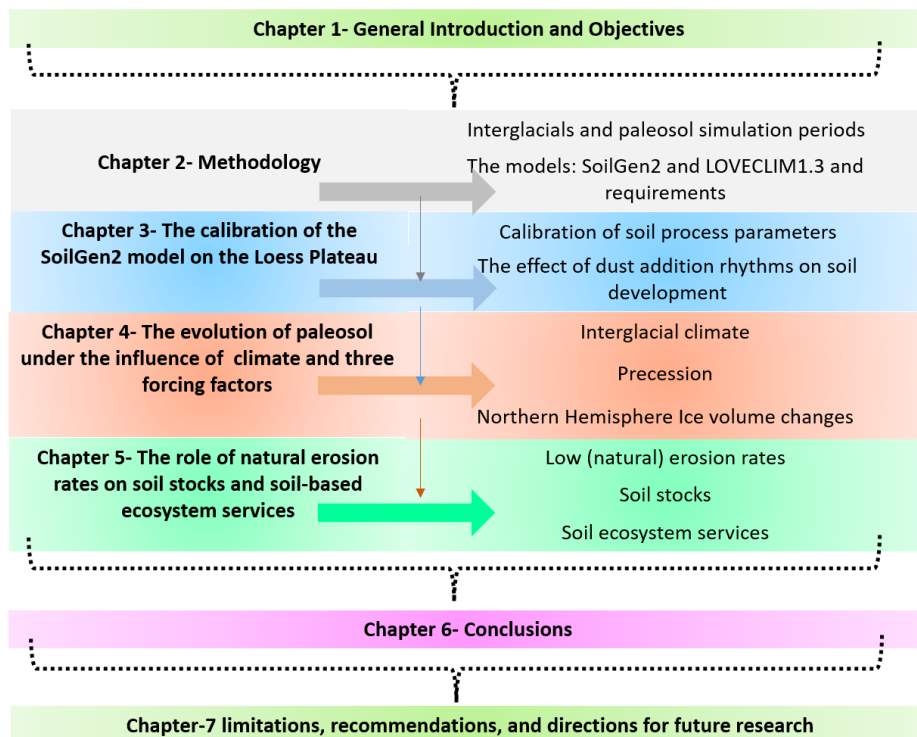 Chapter 1- General Introduction and Objectives
Chapter 2- Methodology
Interglacials and paleosol simulation periods
The models: SoilGen2 and LOVECLIM1.3 and
requirements
Chapter 3- The calibration of the
SoilGen2 model on the Loess Plateau
Calibration of soil process parameters
The effect of dust addition rhythms on soil
development
Chapter 4- The evolution of paleosol
under the influence of climate and three
forcing factors
Interglacial climate
Precession
Northern Hemisphere Ice volume changes
Chapter 5- The role of natural erosion
rates on soil stocks and soil-based
ecosystem services
Low (natural) erosion rates
Soil stocks
Soil ecosystem services
Chapter 6- Conclusions
Chapter-7 limitations, recommendations, and directions for future research